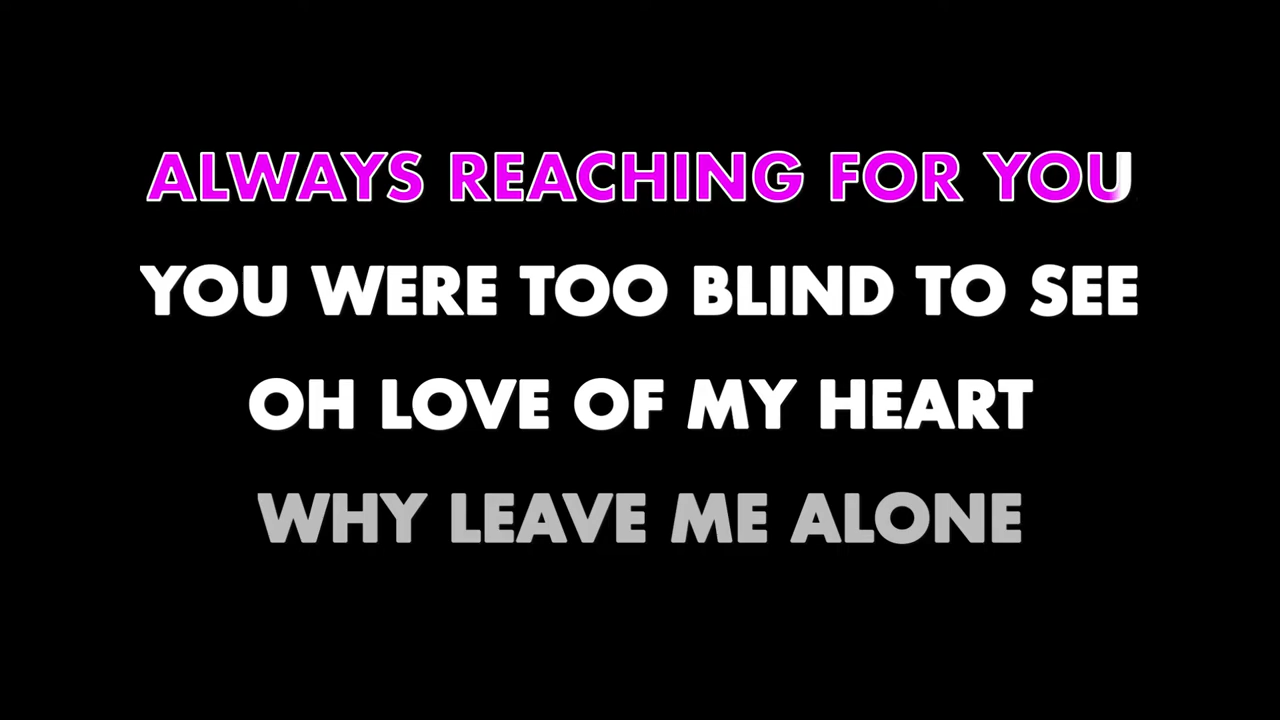 ALWAYS REACHING FOR YOU
YOU WERE TOO BLIND TO SEE
OH LOVE OF MY HEART
WHY LEAVE ME ALONE